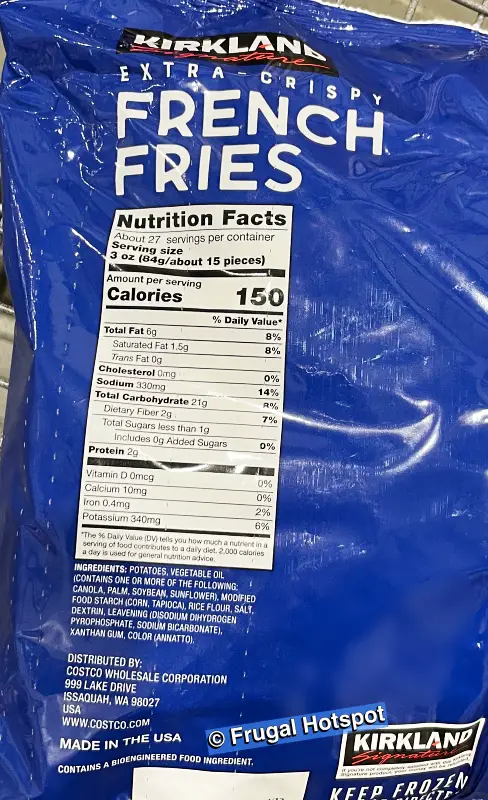 KIRKLAND
Signature
EXTRA-CRISPY
FRENCH
FRIES
Nutrition Facts
About 27 servings per container
Serving size
3 oz (84g/about 15 pieces)
Amount per serving
Calories 150
% Daily Value*
Total Fat 6g 8%
Saturated Fat 1.5g 8%
Trans Fat 0g
Cholesterol 0mg 0%
Sodium 330mg 14%
Total Carbohydrate 21g 8%
Dietary Fiber 2g 7%
Total Sugars less than 1g
Includes 0g Added Sugars 0%
Protein 2g
Vitamin D 0mcg 0%
Calcium 10mg 0%
Iron 0.4mg 2%
Potassium 340mg 6%
*The % Daily Value (DV) tells you how much a nutrient in a
serving of food contributes to a daily diet. 2,000 calories
a day is used for general nutrition advice.
INGREDIENTS: POTATOES, VEGETABLE OIL
(CONTAINS ONE OR MORE OF THE FOLLOWING:
CANOLA, PALM, SOYBEAN, SUNFLOWER), MODIFIED
FOOD STARCH (CORN, TAPIOCA), RICE FLOUR, SALT,
DEXTRIN, LEAVENING (DISODIUM DIHYDROGEN
PYROPHOSPHATE, SODIUM BICARBONATE),
XANTHAN GUM, COLOR (ANNATTO).
DISTRIBUTED BY:
COSTCO WHOLESALE CORPORATION
999 LAKE DRIVE
ISSAQUAH, WA 98027
USA
WWW.COSTCO.COM
MADE IN THE USA
CONTAINS A BIOENGINEERED FOOD INGREDIENT.
© Frugal Hotspot
KIRKLAND
Signature
KEEP FROZEN